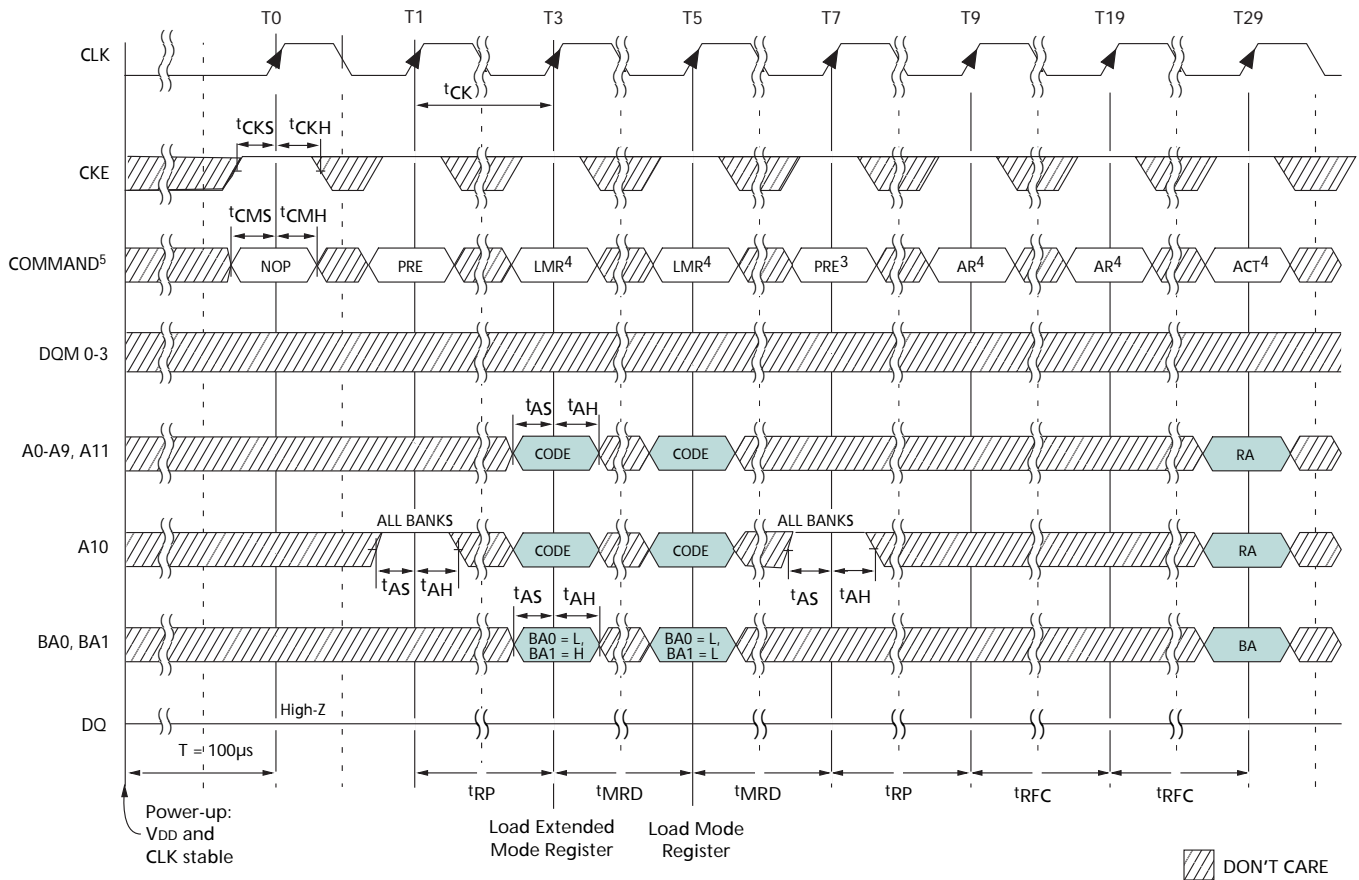 T0 T1 T3 T5 T7 T9 T19 T29
CLK
tCK
tCKS tCKH
CKE
tCMS tCMH
COMMAND5 NOP PRE LMR4 LMR4 PRE3 AR4 AR4 ACT4
DQM 0-3
tAS tAH
A0-A9, A11 CODE CODE RA
ALL BANKS ALL BANKS
A10 CODE CODE RA
tAS tAH tAS tAH
tAS tAH
BA0, BA1 BA0 = L, BA0 = L, BA
BA1 = H BA1 = L
High-Z
DQ
T = 100µs
tRP tMRD tMRD tRP tRFC tRFC
Power-up:
VDD and
CLK stable
Load Extended
Mode Register
Load Mode
Register
DON'T CARE